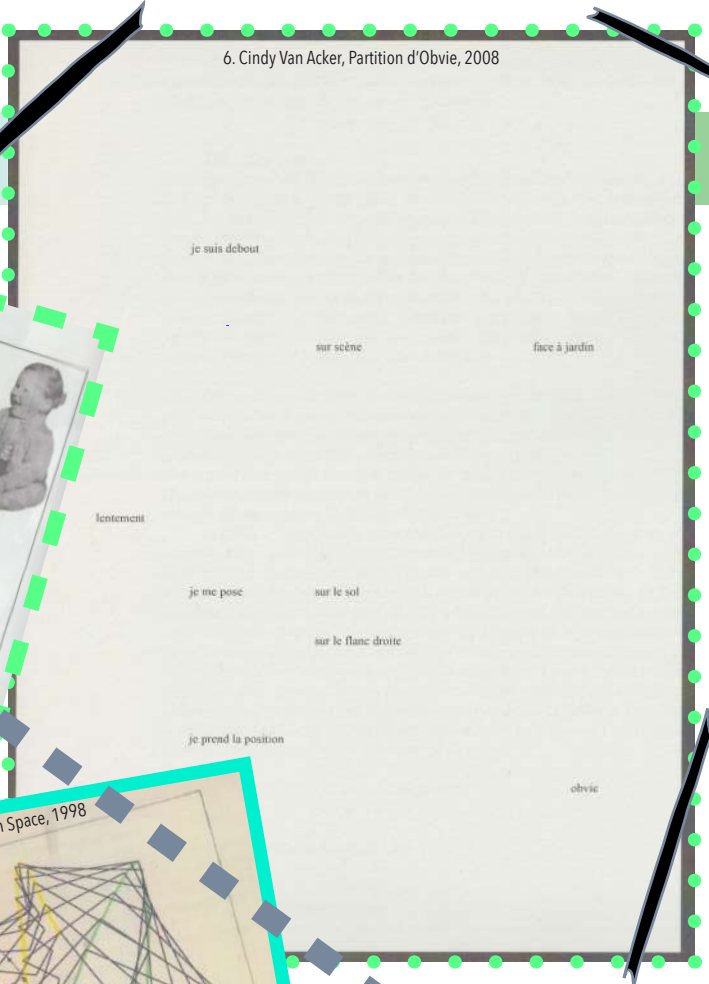 6. Cindy Van Acker, Partition d'Obvie, 2008
je suis debout
-
sur scène face à jardin
lentement
je me pose sur le sol
sur le flanc droite
je prend la position
obvie
Space, 1998